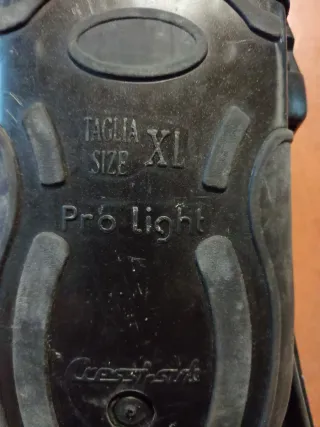 TAGLIA
SIZE XL
Pro Light
Cressi-sub